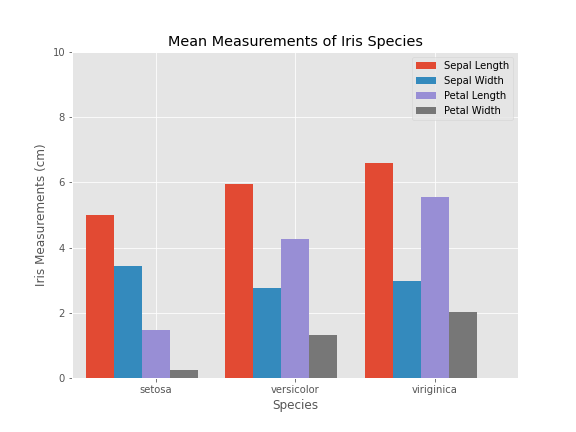 Mean Measurements of Iris Species
10
8
6
4
2
0
Iris Measurements (cm)
Sepal Length
Sepal Width
Petal Length
Petal Width
setosa
versicolor
viriginica
Species